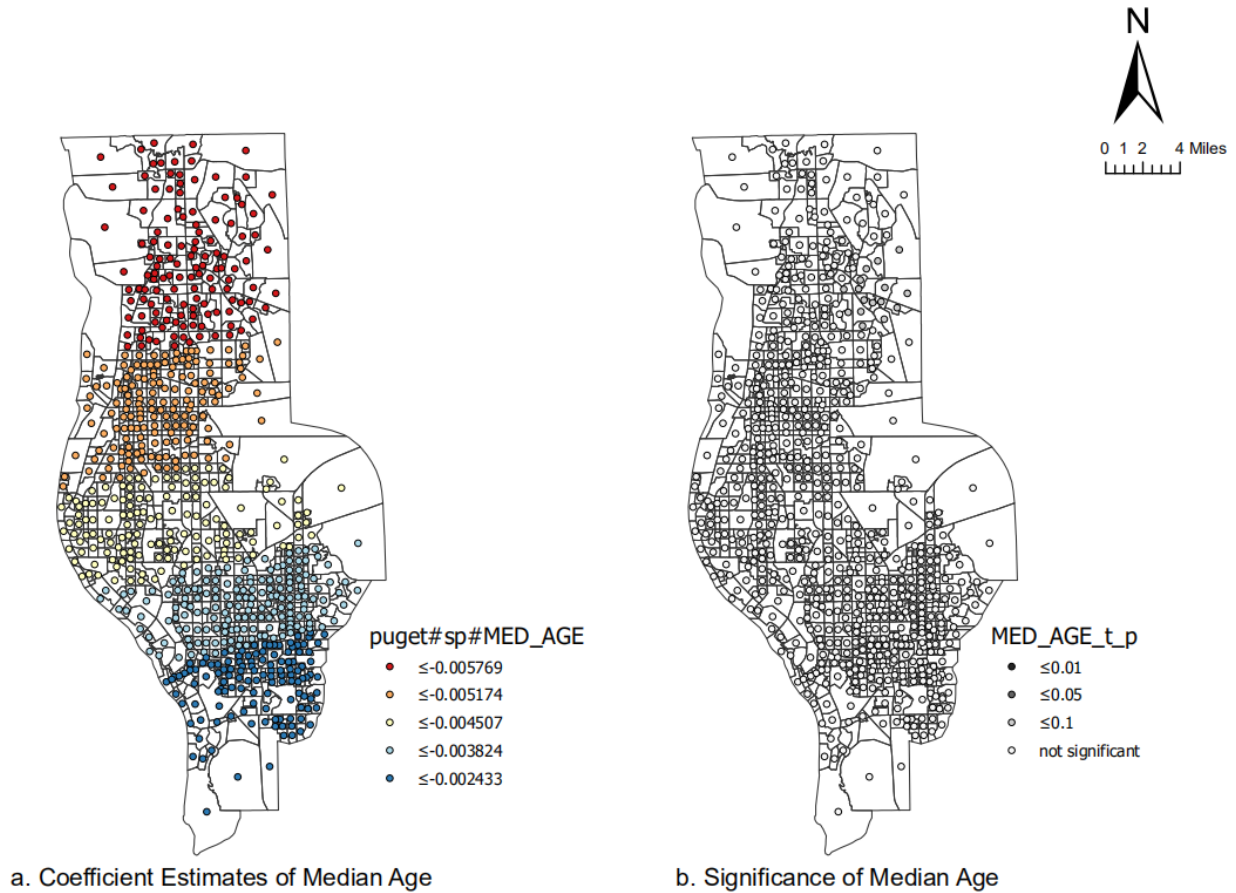 N
0 1 2 4 Miles
puget#sp#MED_AGE
≤-0.005769
≤-0.005174
≤-0.004507
≤-0.003824
≤-0.002433
MED_AGE_t_p
≤0.01
≤0.05
≤0.1
not significant
a. Coefficient Estimates of Median Age
b. Significance of Median Age